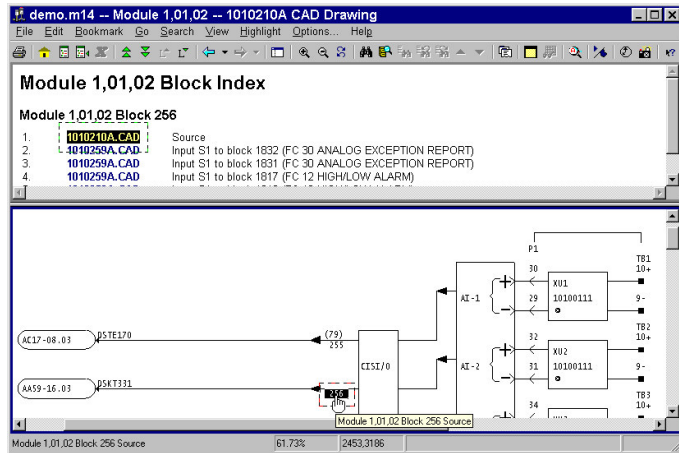 demo.m14 -- Module 1,01,02 -- 1010210A CAD Drawing
File Edit Bookmark Go Search View Highlight Options... Help
Module 1,01,02 Block Index
Module 1,01,02 Block 256
1. 1010210A.CAD Source
2. 1010259A.CAD Input S1 to block 1832 (FC 30 ANALOG EXCEPTION REPORT)
3. 1010259A.CAD Input S1 to block 1831 (FC 30 ANALOG EXCEPTION REPORT)
4. 1010259A.CAD Input S1 to block 1817 (FC 12 HIGH/LOW ALARM)
P1
TB1
30 10+
XU1
AI-1 29 10100111 9-
TB2
AC17-08.03 DSTE170 (79) 32 10+
255
XU2
CISI/O AI-2 31 10100111 9-
AA59-16.03 DSKT331
256 TB3
34 10+
Module 1,01,02 Block 256 Source
Module 1,01,02 Block 256 Source 61.73% 2453,3186